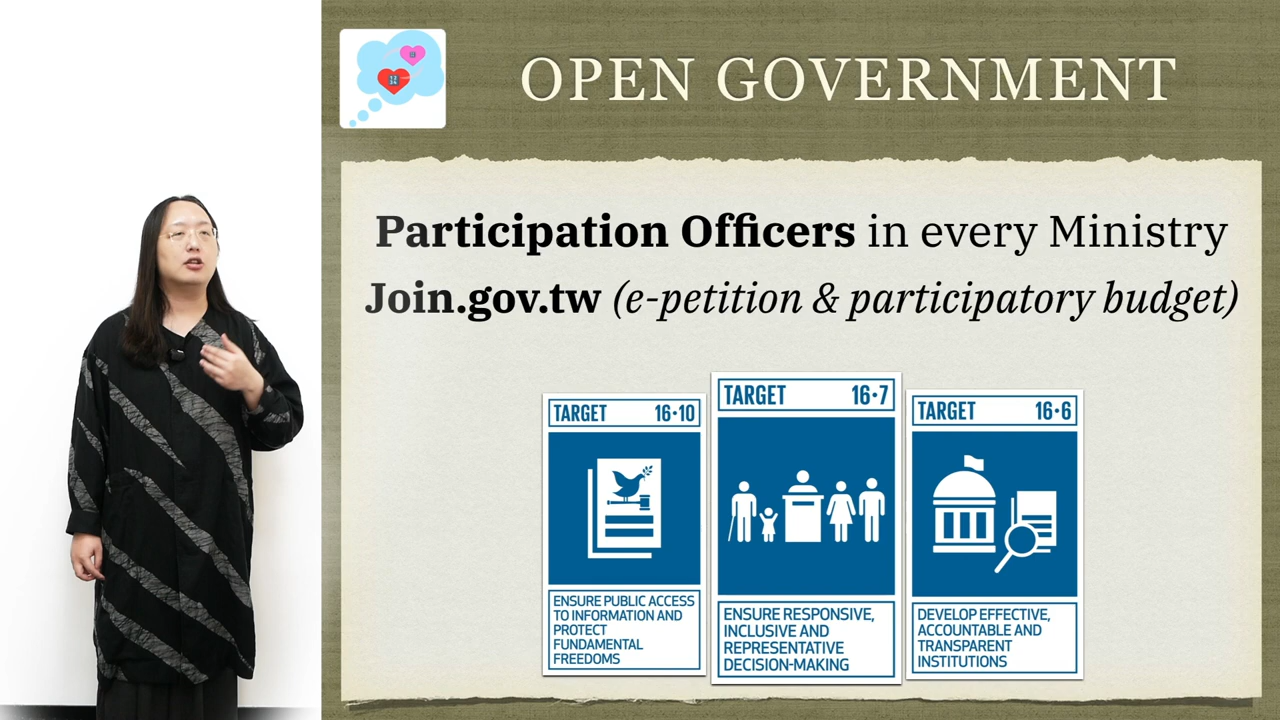 OPEN GOVERNMENT
Participation Officers in every Ministry
Join.gov.tw (e-petition & participatory budget)
TARGET 16·10
ENSURE PUBLIC ACCESS
TO INFORMATION AND
PROTECT
FUNDAMENTAL
FREEDOMS
TARGET 16·7
ENSURE RESPONSIVE,
INCLUSIVE AND
REPRESENTATIVE
DECISION-MAKING
TARGET 16·6
DEVELOP EFFECTIVE,
ACCOUNTABLE AND
TRANSPARENT
INSTITUTIONS